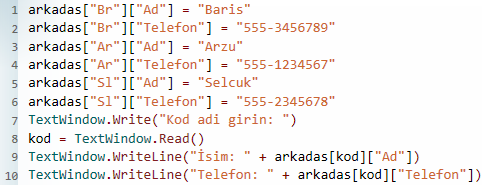 1 arkadas["Br"]["Ad"] = "Baris"
2 arkadas["Br"]["Telefon"] = "555-3456789"
3 arkadas["Ar"]["Ad"] = "Arzu"
4 arkadas["Ar"]["Telefon"] = "555-1234567"
5 arkadas["Sl"]["Ad"] = "Selcuk"
6 arkadas["Sl"]["Telefon"] = "555-2345678"
7 TextWindow.Write("Kod adi girin: ")
8 kod = TextWindow.Read()
9 TextWindow.WriteLine("İsim: " + arkadas[kod]["Ad"])
10 TextWindow.WriteLine("Telefon: " + arkadas[kod]["Telefon"])